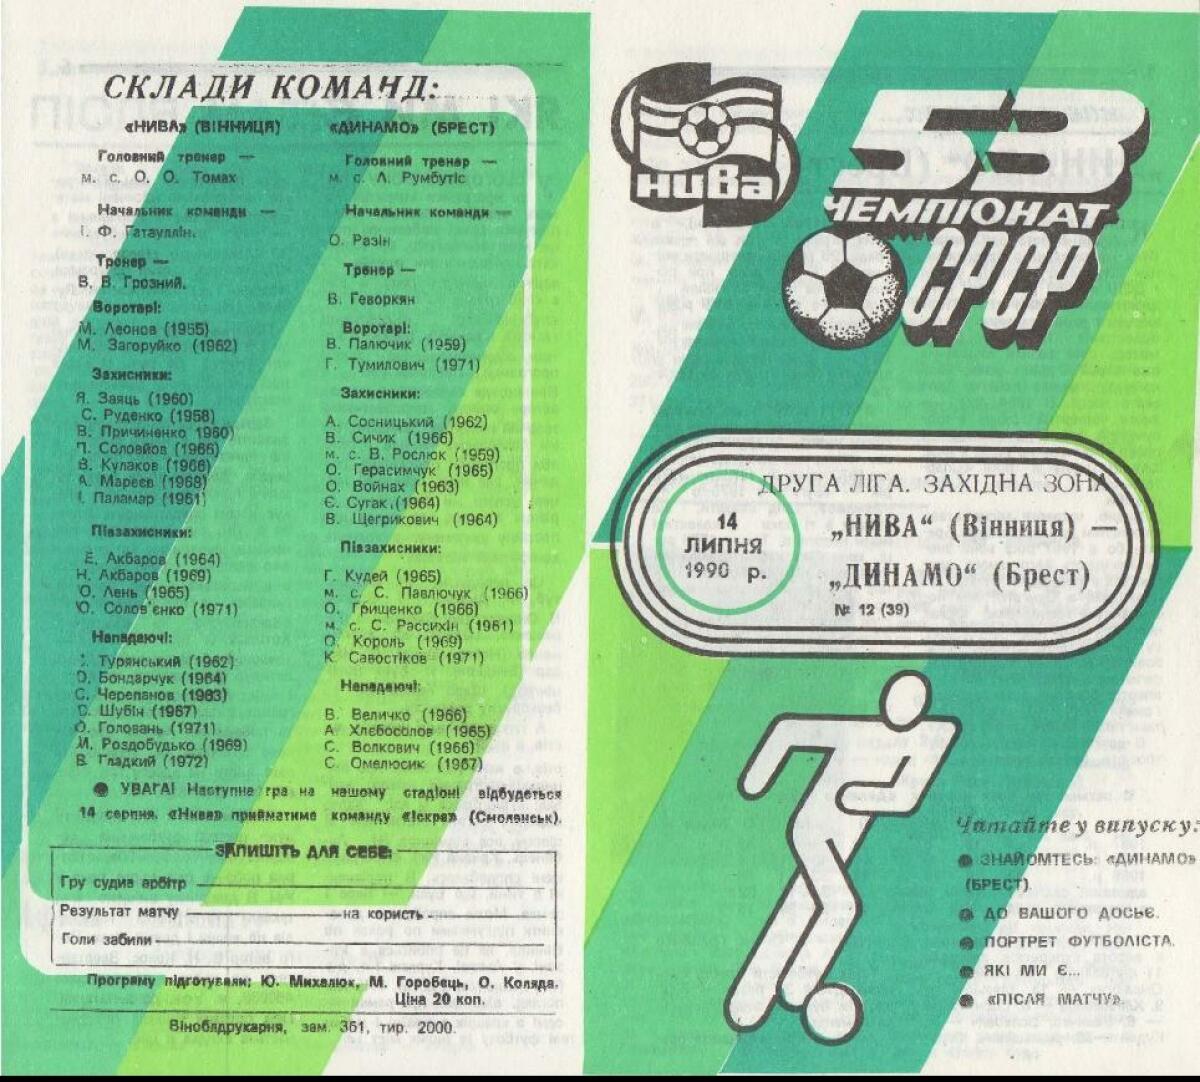 СКЛАДИ КОМАНД:
«НИВА» (ВІННИЦЯ)
Головний тренер —
м. с. О. О. Томах
Начальник команди —
І. Ф. Гатауллін.
Тренер —
В. В. Грозний.
Воротарі:
М. Леонов (1955)
М. Загоруйко (1962)
Захисники:
Я. Заяць (1960)
С. Руденко (1958)
В. Причиненко 1960)
П. Соловйов (1966)
В. Кулаков (1966)
А. Мареєв (1968)
І. Паламар (1961)
Півзахисники:
Е. Акбаров (1964)
Н. Акбаров (1969)
О. Лень (1965)
Ю. Солов'єнко (1971)
Нападаючі:
Турянський (1962)
Бондарчук (1964)
С. Черепанов (1963)
Шубін (1967)
О. Головань (1971)
И. Роздобудько (1969)
В. Гладкий (1972)
«ДИНАМО» (БРЕСТ)
Головний тренер —
м. с. Л. Румбутіс
Начальник команди —
О. Разін
Тренер —
В. Геворкян
Воротарі:
В. Палючик (1959)
Г. Тумилович (1971)
Захисники:
А. Сосницький (1962)
В. Сичик (1966)
м. с. В. Рослюк (1959)
О. Герасимчук (1965)
О. Войнах (1963)
Є. Сугак (1964)
В. Щегрикович (1964)
Півзахисники:
Г. Кудей (1965)
м. с. С. Павлючук (1966)
О. Грищенко (1966)
м. с. С. Рассихін (1961)
О. Король (1969)
К. Савостіков (1971)
Нападаючі:
В. Величко (1966)
А Хлєбосолов (1965)
С. Волкович (1966)
С. Омелюсик (1967)
● УВАГА! Наступна гра на нашому стадіоні відбудеться
14 серпня. «Нива» прийматиме команду «Іскра» (Смоленськ).
ЗАПИШІТЬ ДЛЯ СЕБЕ:
Гру судив арбітр
Результат матчу — на користь
Голи забили
Програму підготували: Ю. Михалюк, М. Горобець, О. Коляда.
Ціна 20 коп.
Вінoблдрукарня, зам. 361, тир. 2000.
нива
53
ЧЕМПІОНАТ
СРСР
ДРУГА ЛІГА. ЗАХІДНА ЗОНА
14
ЛИПНЯ
1990 р.
„НИВА“ (Вінниця) —
„ДИНАМО“ (Брест)
№ 12 (39)
Читайте у випуску:
● ЗНАЙОМТЕСЬ: «ДИНАМО»
(БРЕСТ).
● ДО ВАШОГО ДОСЬЄ.
● ПОРТРЕТ ФУТБОЛІСТА.
● ЯКІ МИ Є...
● «ПІСЛЯ МАТЧУ».